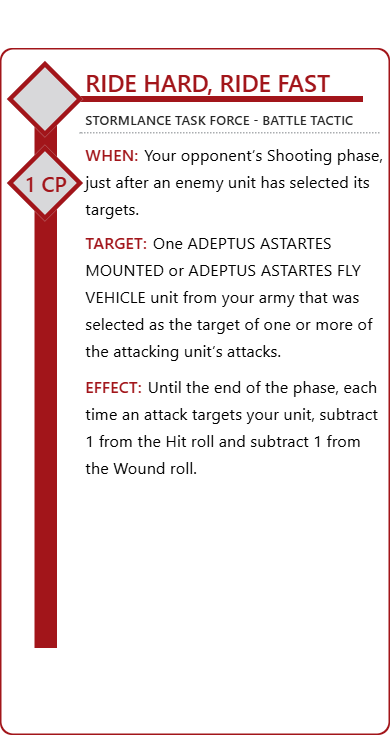 RIDE HARD, RIDE FAST
STORMLANCE TASK FORCE - BATTLE TACTIC
WHEN: Your opponent's Shooting phase,
just after an enemy unit has selected its
targets.
1 CP
TARGET: One ADEPTUS ASTARTES
MOUNTED or ADEPTUS ASTARTES FLY
VEHICLE unit from your army that was
selected as the target of one or more of
the attacking unit's attacks.
EFFECT: Until the end of the phase, each
time an attack targets your unit, subtract
1 from the Hit roll and subtract 1 from
the Wound roll.